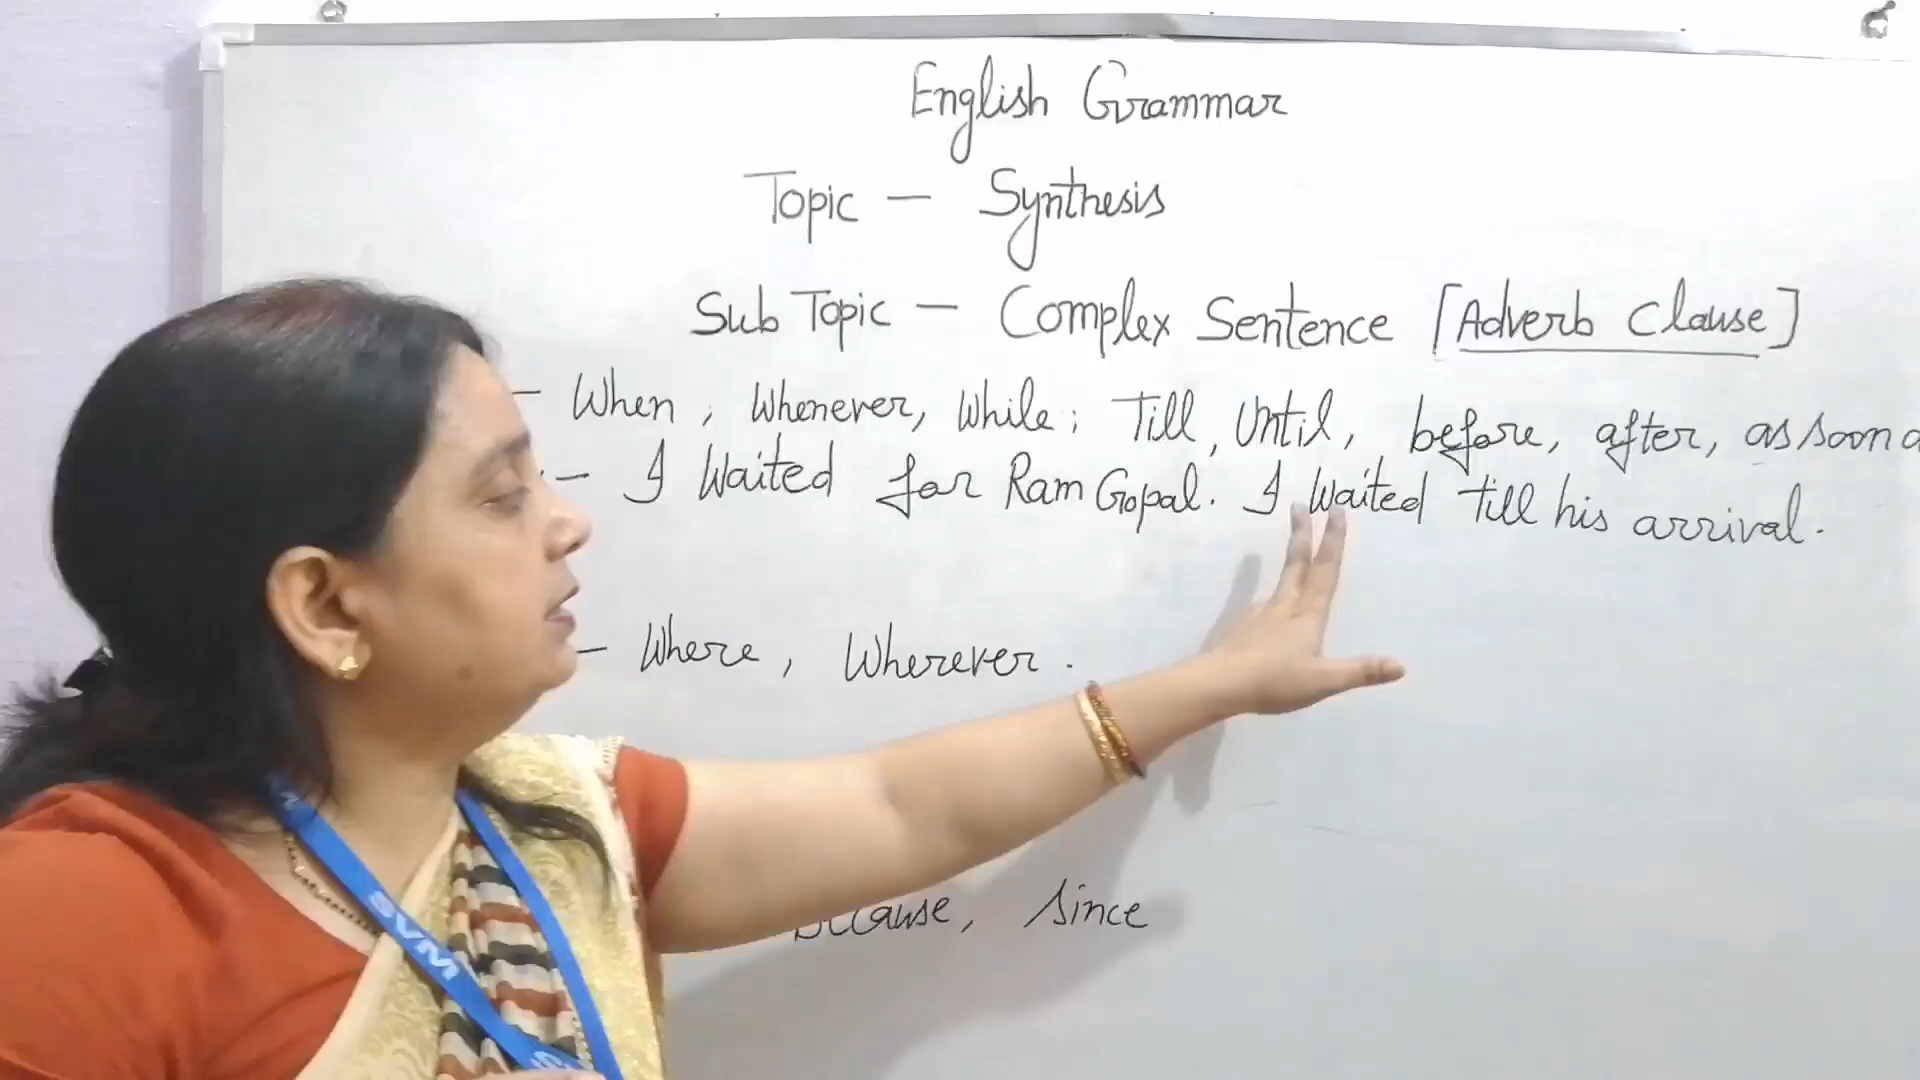 English Grammar
Topic — Synthesis
Sub Topic — Complex Sentence [Adverb Clause]
— When, Whenever, While; Till, Until, before, after, as soon a
— I Waited for Ram Gopal. I Waited till his arrival.
— Where, Wherever.
because, since
SVM